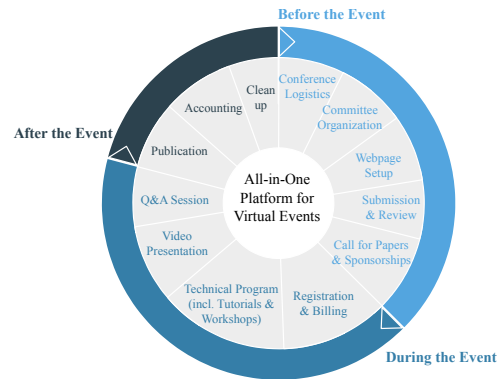 Before the Event
Conference
Logistics
Committee
Organization
Webpage
Setup
Submission
& Review
Call for Papers
& Sponsorships
During the Event
Registration
& Billing
Technical Program
(incl. Tutorials &
Workshops)
Video
Presentation
Q&A Session
After the Event
Publication
Accounting
Clean
up
All-in-One
Platform for
Virtual Events